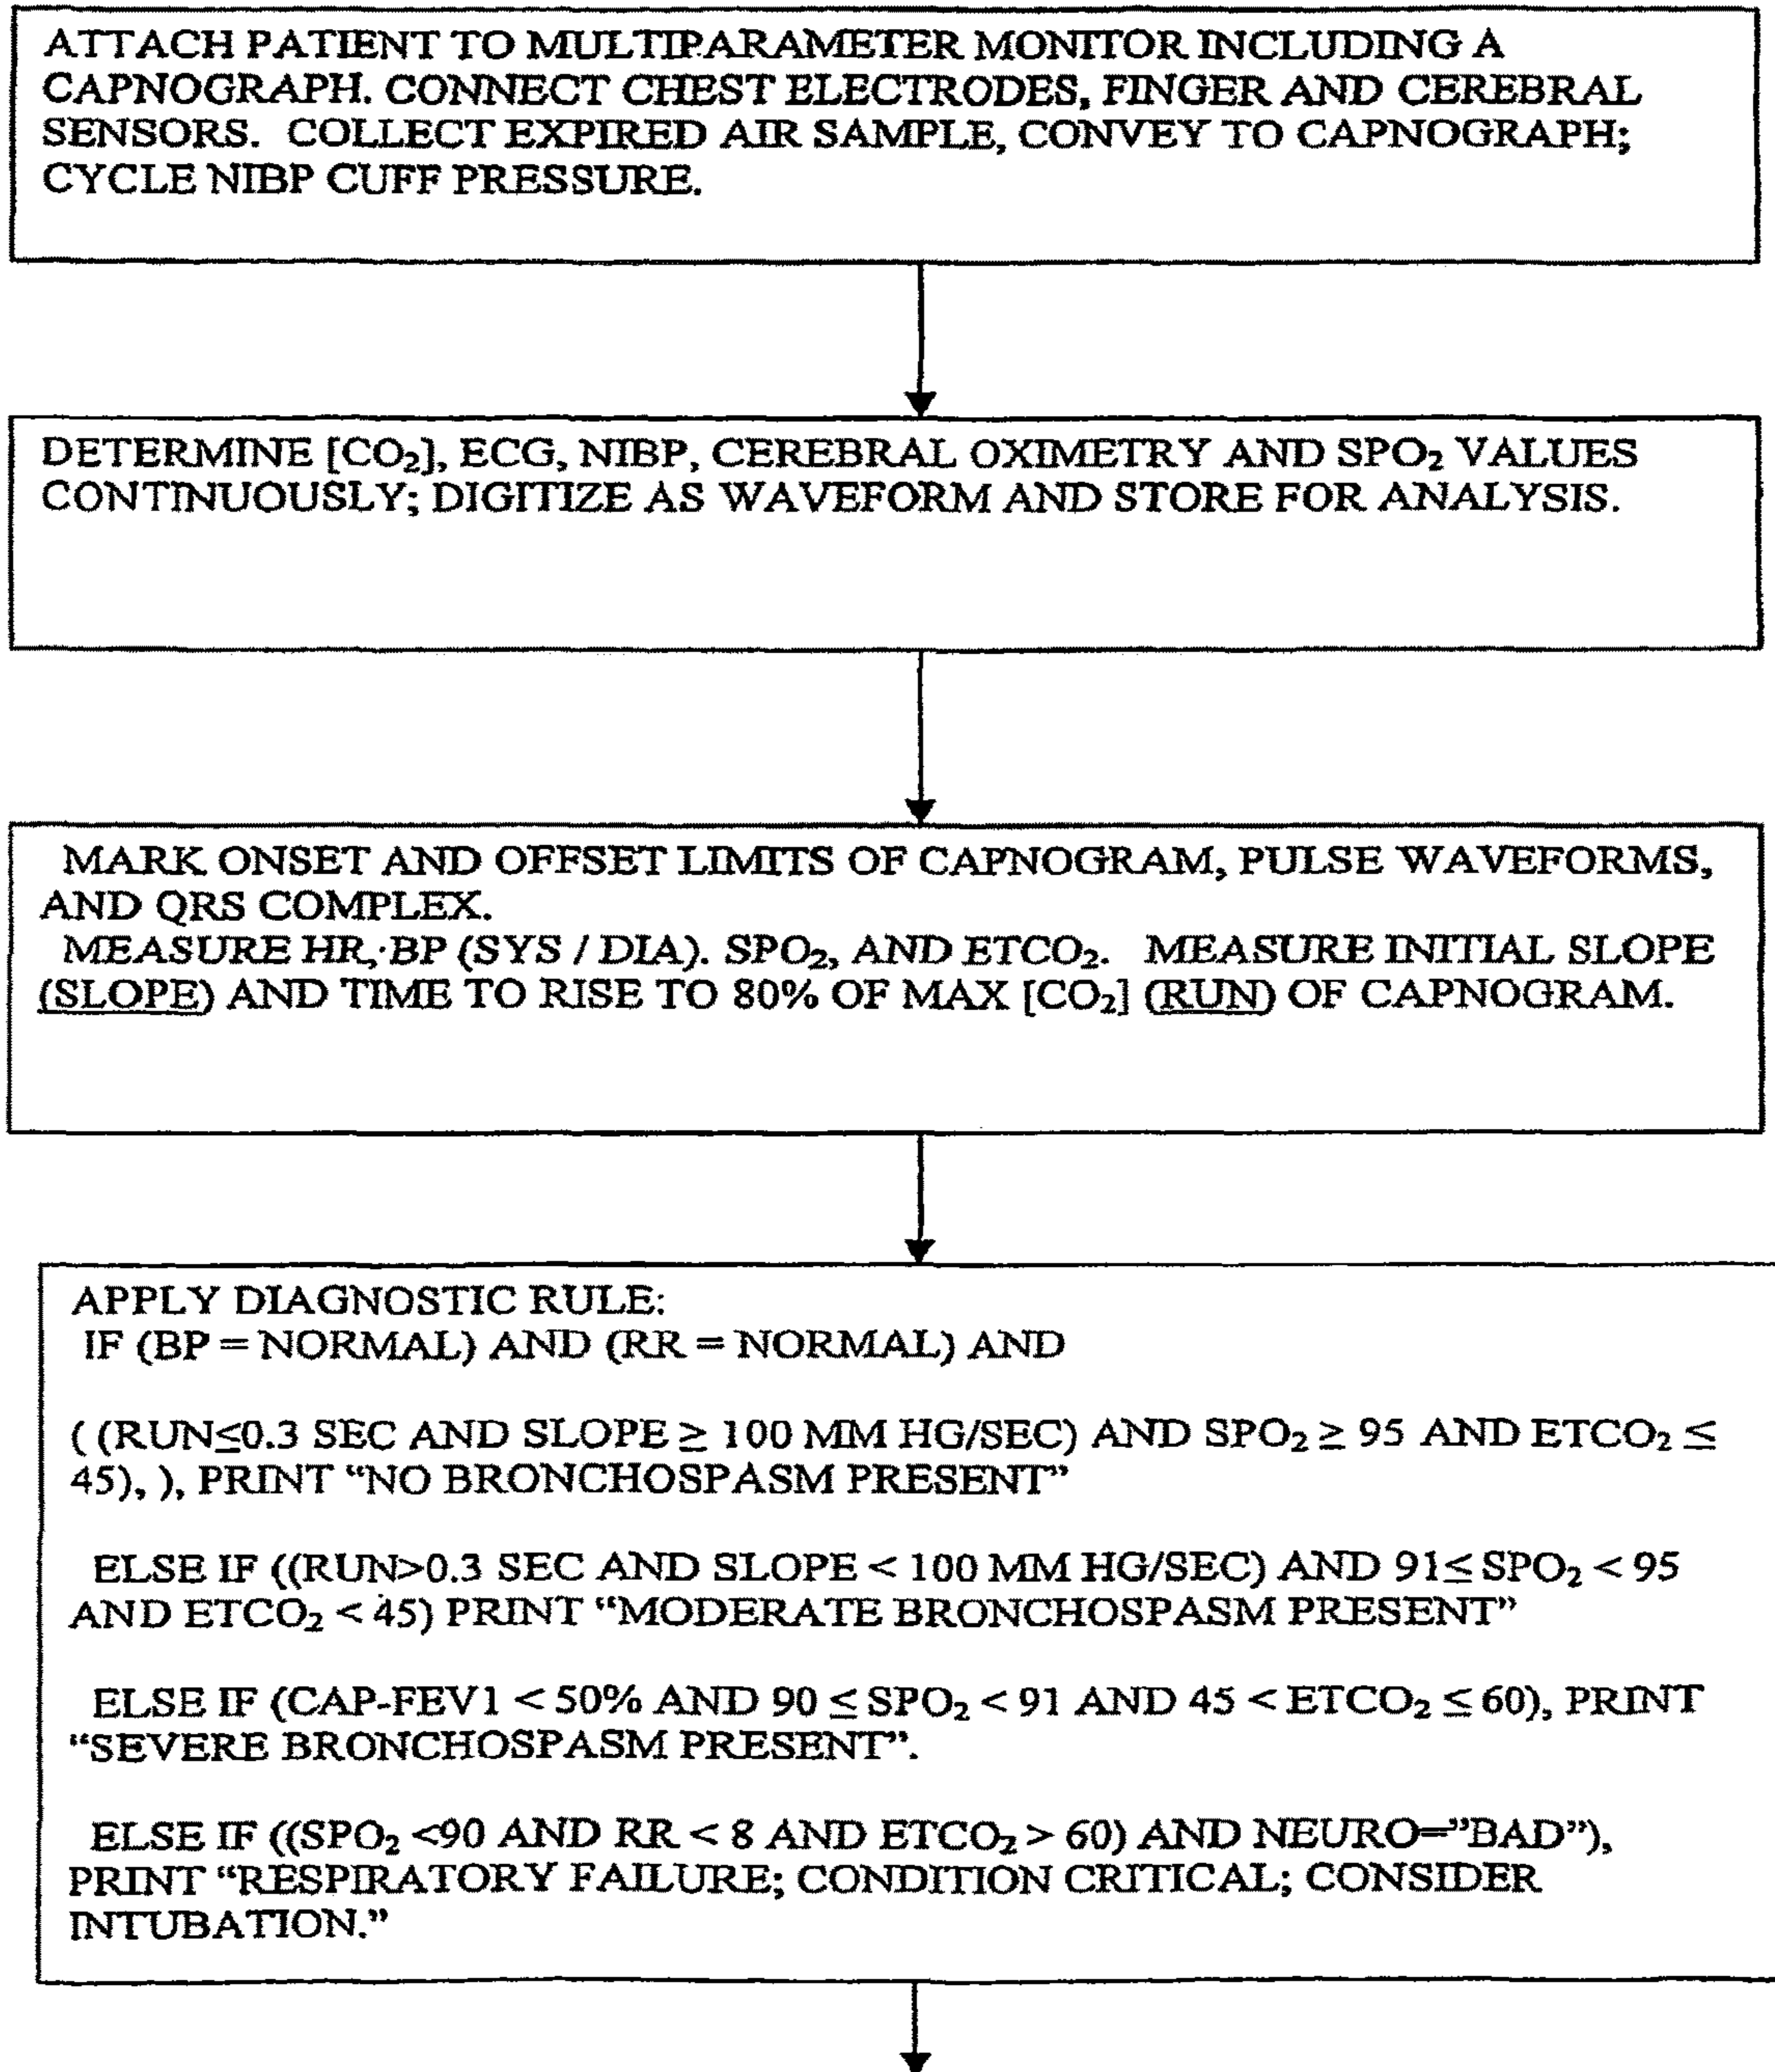 ATTACH PATIENT TO MULTIPARAMETER MONITOR INCLUDING A
CAPNOGRAPH. CONNECT CHEST ELECTRODES, FINGER AND CEREBRAL
SENSORS. COLLECT EXPIRED AIR SAMPLE, CONVEY TO CAPNOGRAPH;
CYCLE NIBP CUFF PRESSURE.
DETERMINE [CO₂], ECG, NIBP, CEREBRAL OXIMETRY AND SPO₂ VALUES
CONTINUOUSLY; DIGITIZE AS WAVEFORM AND STORE FOR ANALYSIS.
MARK ONSET AND OFFSET LIMITS OF CAPNOGRAM, PULSE WAVEFORMS,
AND QRS COMPLEX.
MEASURE HR, BP (SYS / DIA). SPO₂, AND ETCO₂. MEASURE INITIAL SLOPE
(SLOPE) AND TIME TO RISE TO 80% OF MAX [CO₂] (RUN) OF CAPNOGRAM.
APPLY DIAGNOSTIC RULE:
IF (BP = NORMAL) AND (RR = NORMAL) AND
( (RUN≤0.3 SEC AND SLOPE ≥ 100 MM HG/SEC) AND SPO₂ ≥ 95 AND ETCO₂ ≤
45), ), PRINT “NO BRONCHOSPASM PRESENT”
ELSE IF ((RUN>0.3 SEC AND SLOPE < 100 MM HG/SEC) AND 91≤ SPO₂ < 95
AND ETCO₂ < 45) PRINT “MODERATE BRONCHOSPASM PRESENT”
ELSE IF (CAP-FEV1 < 50% AND 90 ≤ SPO₂ < 91 AND 45 < ETCO₂ ≤ 60), PRINT
“SEVERE BRONCHOSPASM PRESENT”.
ELSE IF ((SPO₂ <90 AND RR < 8 AND ETCO₂ > 60) AND NEURO=”BAD”),
PRINT “RESPIRATORY FAILURE; CONDITION CRITICAL; CONSIDER
INTUBATION.”